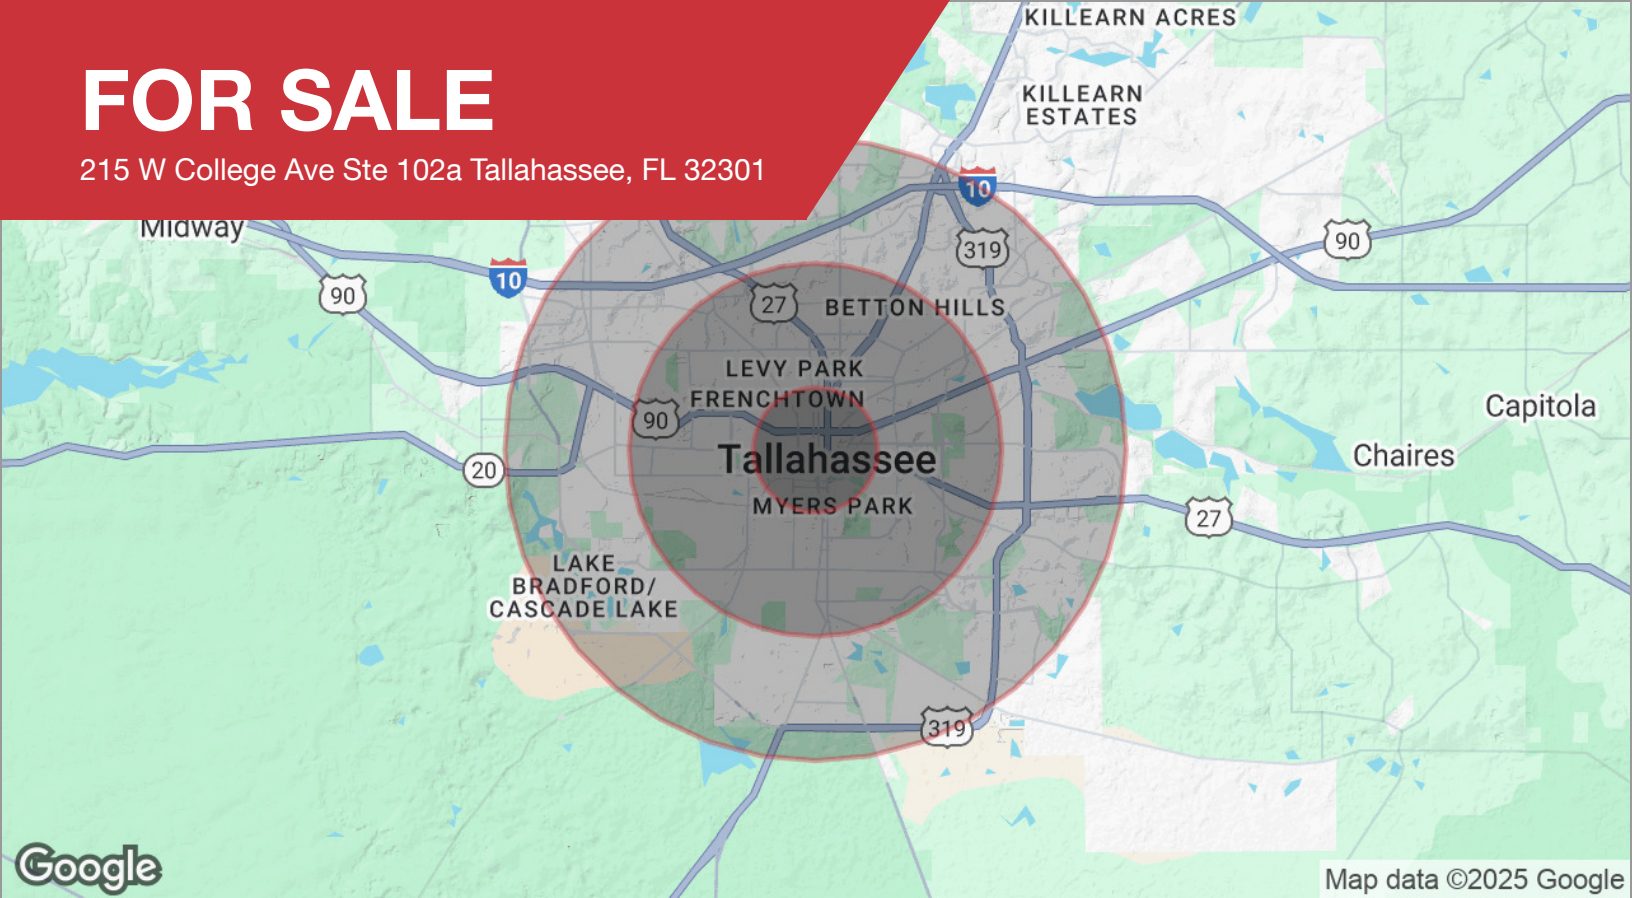 FOR SALE
215 W College Ave Ste 102a Tallahassee, FL 32301
KILLEARN ACRES
KILLEARN
ESTATES
10
Midway
319
90
10
90
27
BETTON HILLS
LEVY PARK
FRENCHTOWN
90
Capitola
Tallahassee
Chaires
20
MYERS PARK
27
LAKE
BRADFORD/
CASCADE LAKE
319
Google
Map data ©2025 Google